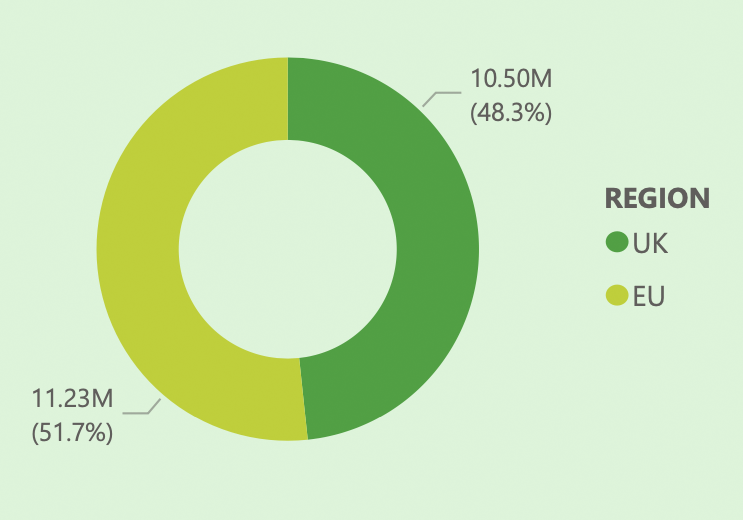 10.50M
(48.3%)
REGION
UK
EU
11.23M
(51.7%)